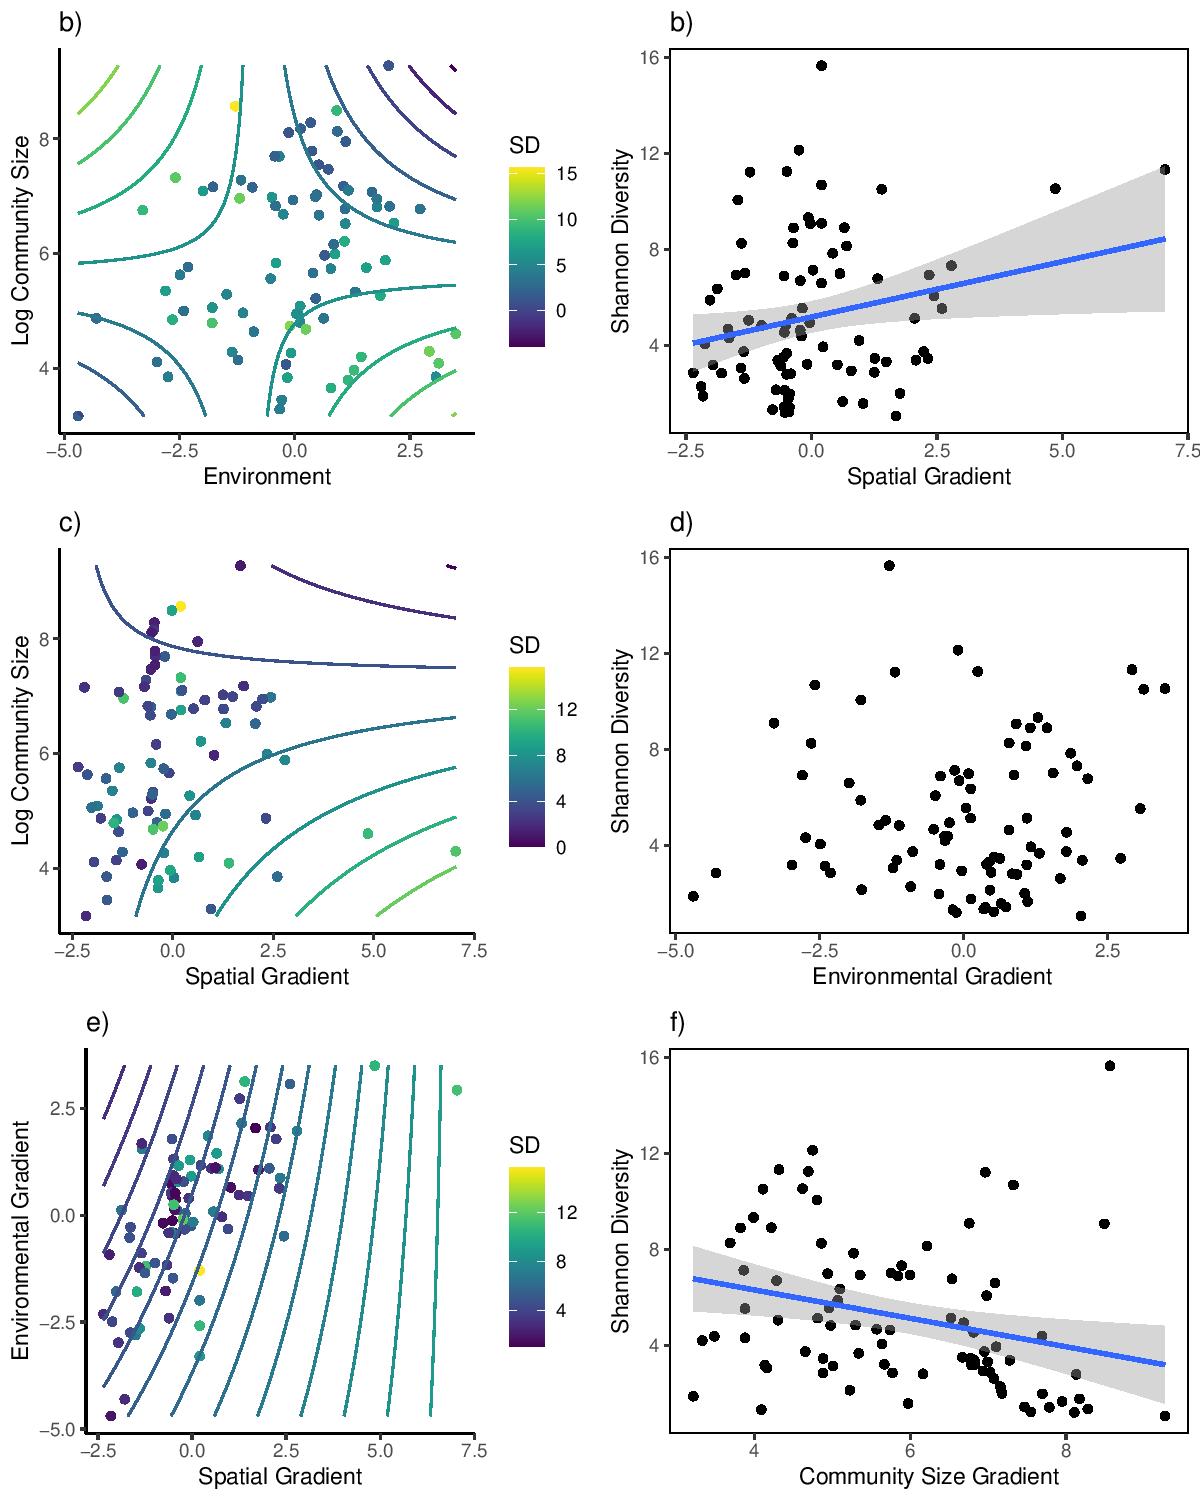 b)
Log Community Size
8
6
4
−5.0 −2.5 0.0 2.5
Environment
SD
15
10
5
0
b)
Shannon Diversity
16
12
8
4
−2.5 0.0 2.5 5.0 7.5
Spatial Gradient
c)
Log Community Size
8
6
4
−2.5 0.0 2.5 5.0 7.5
Spatial Gradient
SD
12
8
4
0
d)
Shannon Diversity
16
12
8
4
−5.0 −2.5 0.0 2.5
Environmental Gradient
e)
Environmental Gradient
2.5
0.0
−2.5
−5.0
−2.5 0.0 2.5 5.0 7.5
Spatial Gradient
SD
12
8
4
f)
Shannon Diversity
16
12
8
4
4 6 8
Community Size Gradient